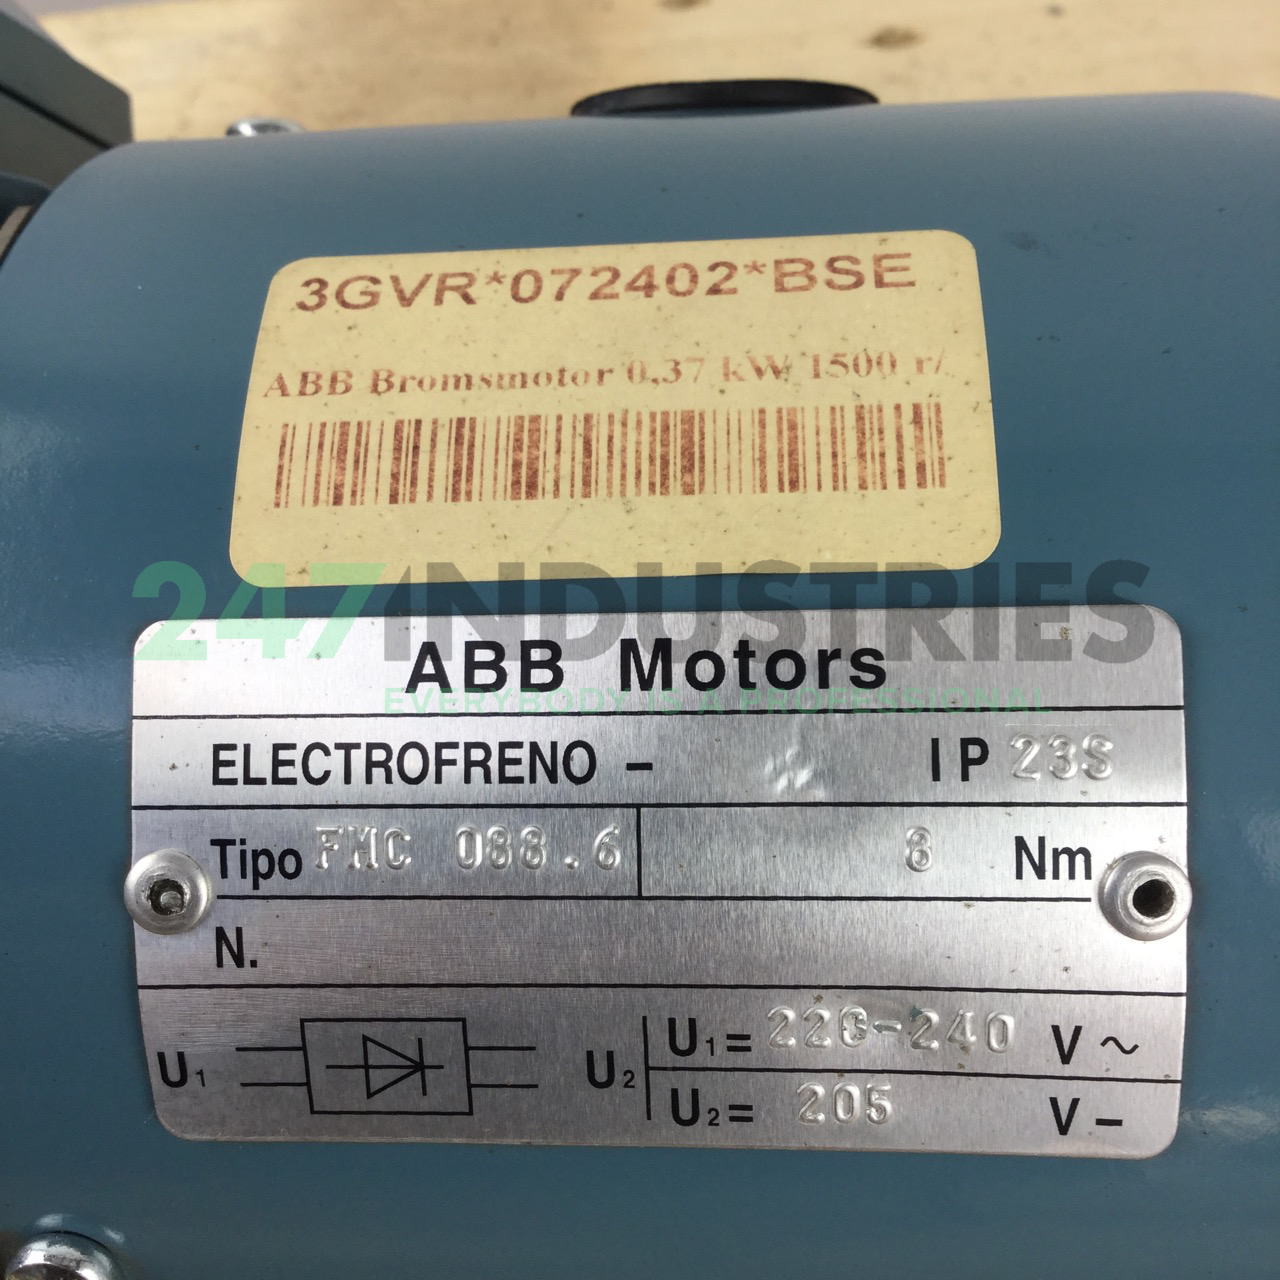 3GVR*072402*BSE
ABB Bromsmotor 0,37 kW 1500 r/
247INDUSTRIES
EVERYBODY IS A PROFESSIONAL
ABB Motors
ELECTROFRENO – IP 23S
Tipo FMC 088.6 8 Nm
N.
U1 U2 U1= 220-240 V ~
U2= 205 V –